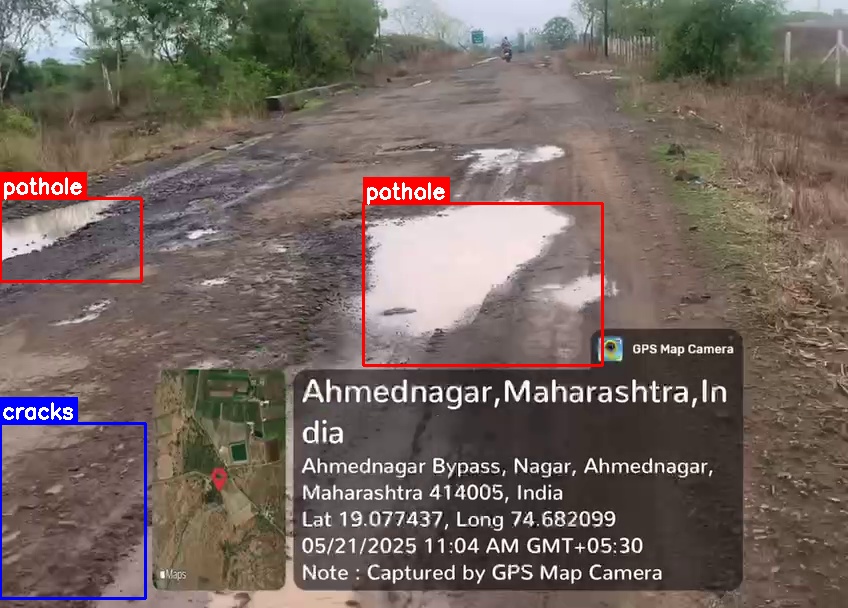 pothole
pothole
cracks
GPS Map Camera
Ahmednagar,Maharashtra,In
dia
Ahmednagar Bypass, Nagar, Ahmednagar,
Maharashtra 414005, India
Lat 19.077437, Long 74.682099
05/21/2025 11:04 AM GMT+05:30
Note : Captured by GPS Map Camera
Maps